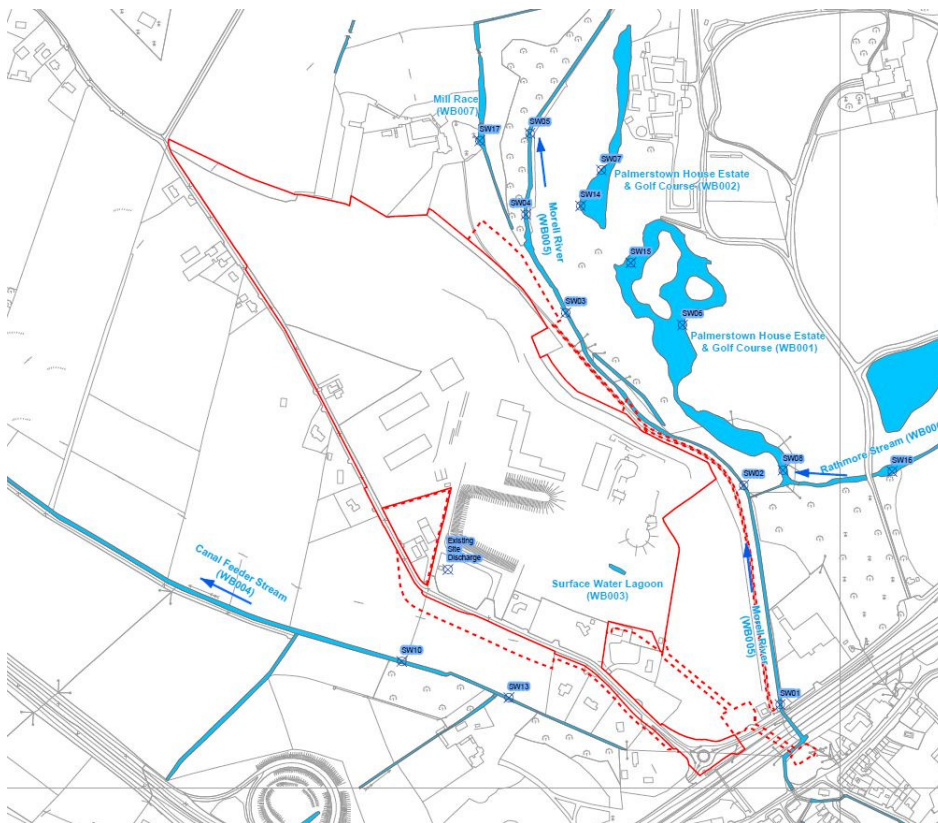 Mill Race
(WB007)
SW17
SW05
SW07
Palmerstown House Estate
& Golf Course (WB002)
SW14
SW04
Morell River
(WB005)
SW15
SW03
SW06
Palmerstown House Estate
& Golf Course (WB001)
SW08
Rathmore Stream (WB00
SW16
SW02
Existing
Site
Discharge
Canal Feeder Stream
(WB004)
Surface Water Lagoon
(WB003)
Morell River
(WB005)
SW10
SW13
SW01